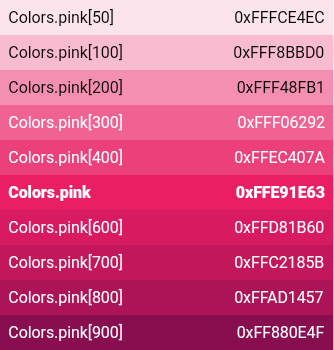 Colors.pink[50] 0xFFFCE4EC
Colors.pink[100] 0xFFF8BBD0
Colors.pink[200] 0xFFF48FB1
Colors.pink[300] 0xFFF06292
Colors.pink[400] 0xFFEC407A
Colors.pink 0xFFE91E63
Colors.pink[600] 0xFFD81B60
Colors.pink[700] 0xFFC2185B
Colors.pink[800] 0xFFAD1457
Colors.pink[900] 0xFF880E4F